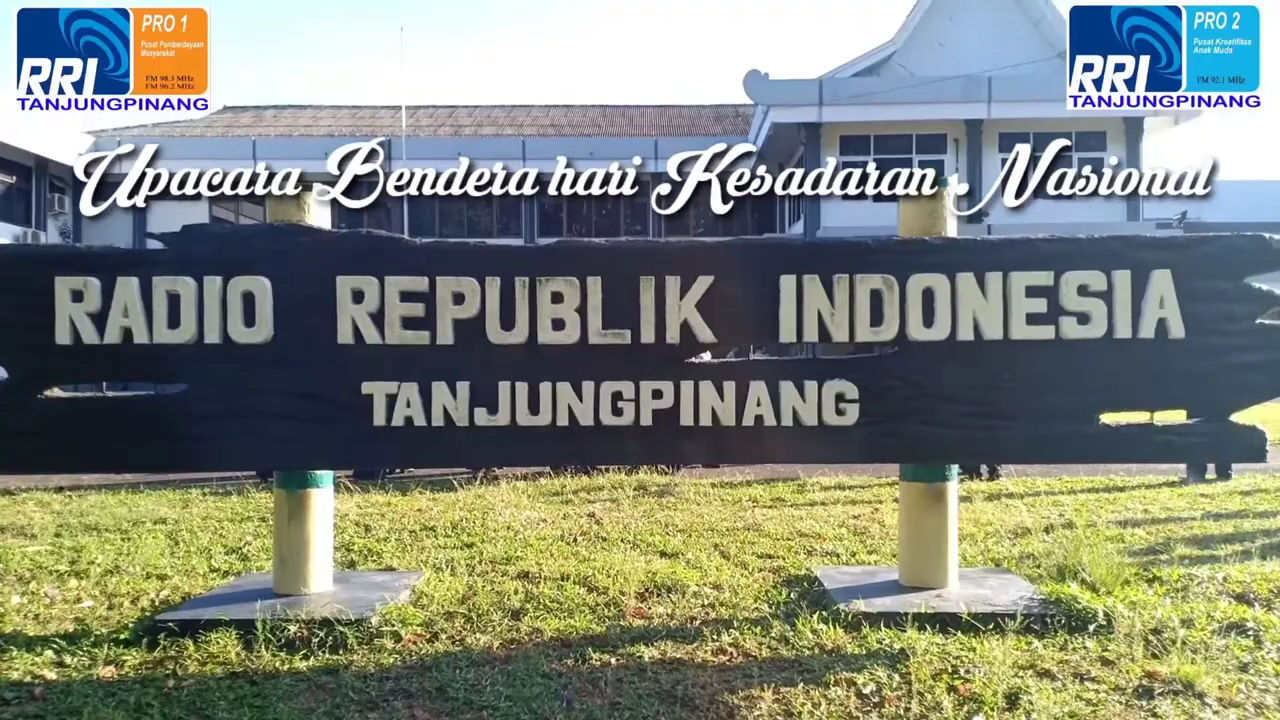 RRI
PRO 1
Pusat Pemberdayaan
Masyarakat
FM 98.3 MHz
FM 96.2 MHz
TANJUNGPINANG
RRI
PRO 2
Pusat Kreatifitas
Anak Muda
FM 92.1 MHz
TANJUNGPINANG
Upacara Bendera hari Kesadaran Nasional
RADIO REPUBLIK INDONESIA
TANJUNGPINANG